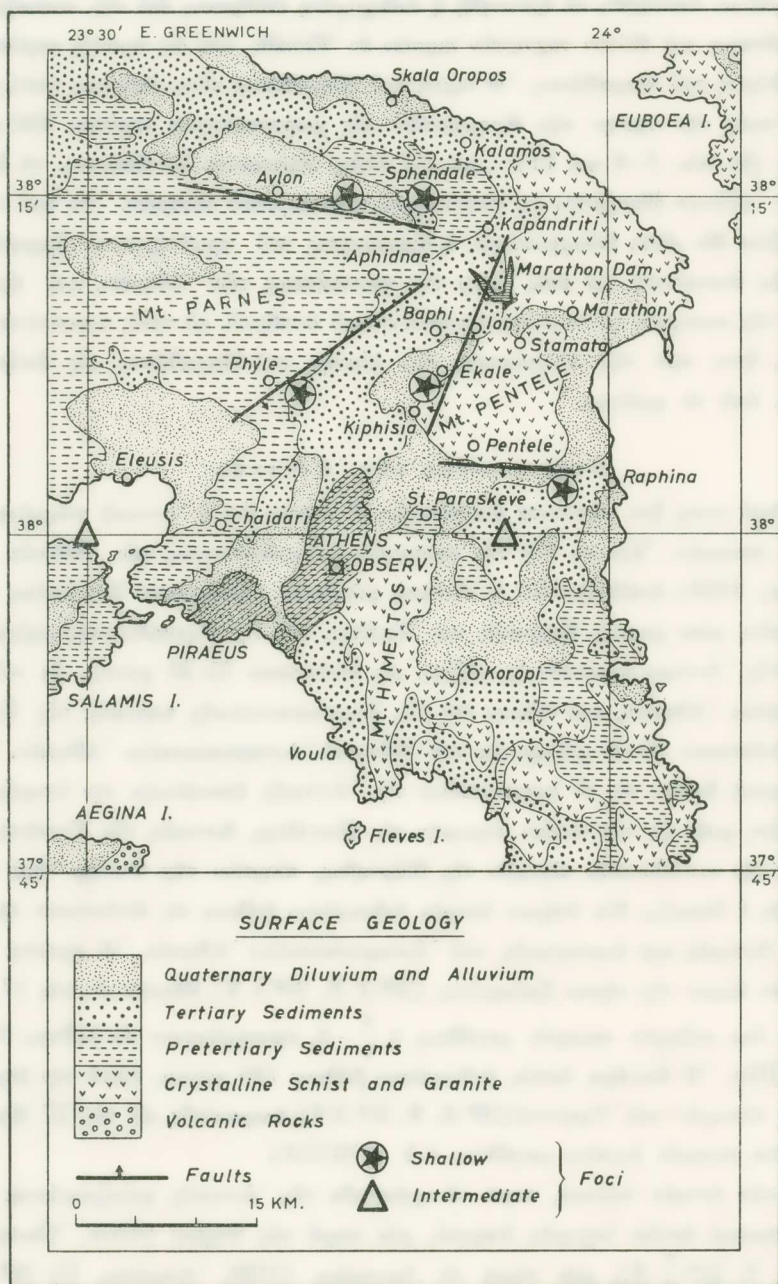 23° 30′ E. GREENWICH
24°
Skala Oropos
EUBOEA I.
Kalamos
38°
15′
Avlon
Sphendale
38°
15′
Kapandriti
Aphidnae
Marathon Dam
Mt. PARNES
Marathon
Baphi
Ion
Stamata
Phyle
Ekale
Mt. PENTELE
Kiphisia
Pentele
Eleusis
Raphina
St. Paraskeve
38°
Chaidari
38°
ATHENS
OBSERV.
PIRAEUS
Mt. HYMETTOS
Koropi
SALAMIS I.
Voula
AEGINA I.
Fleves I.
37°
45′
37°
45′
SURFACE GEOLOGY
Quaternary Diluvium and Alluvium
Tertiary Sediments
Pretertiary Sediments
Crystalline Schist and Granite
Volcanic Rocks
Faults
Shallow
Intermediate
Foci
0 15 KM.